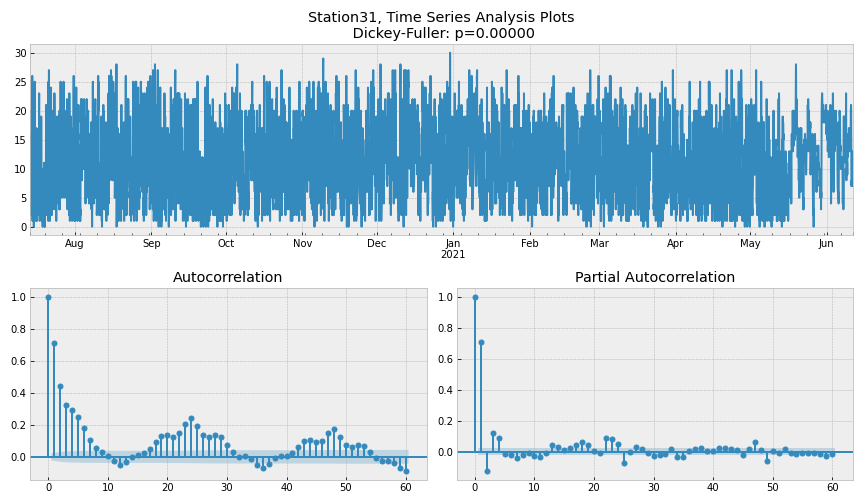 Station31, Time Series Analysis Plots
Dickey-Fuller: p=0.00000
30
25
20
15
10
5
0
Aug Sep Oct Nov Dec Jan Feb Mar Apr May Jun
2021
Autocorrelation
1.0
0.8
0.6
0.4
0.2
0.0
0 10 20 30 40 50 60
Partial Autocorrelation
1.0
0.8
0.6
0.4
0.2
0.0
0 10 20 30 40 50 60